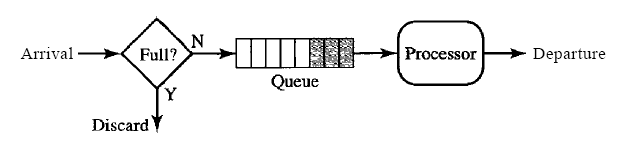 Arrival
Full?
N
Y
Discard
Queue
Processor
Departure